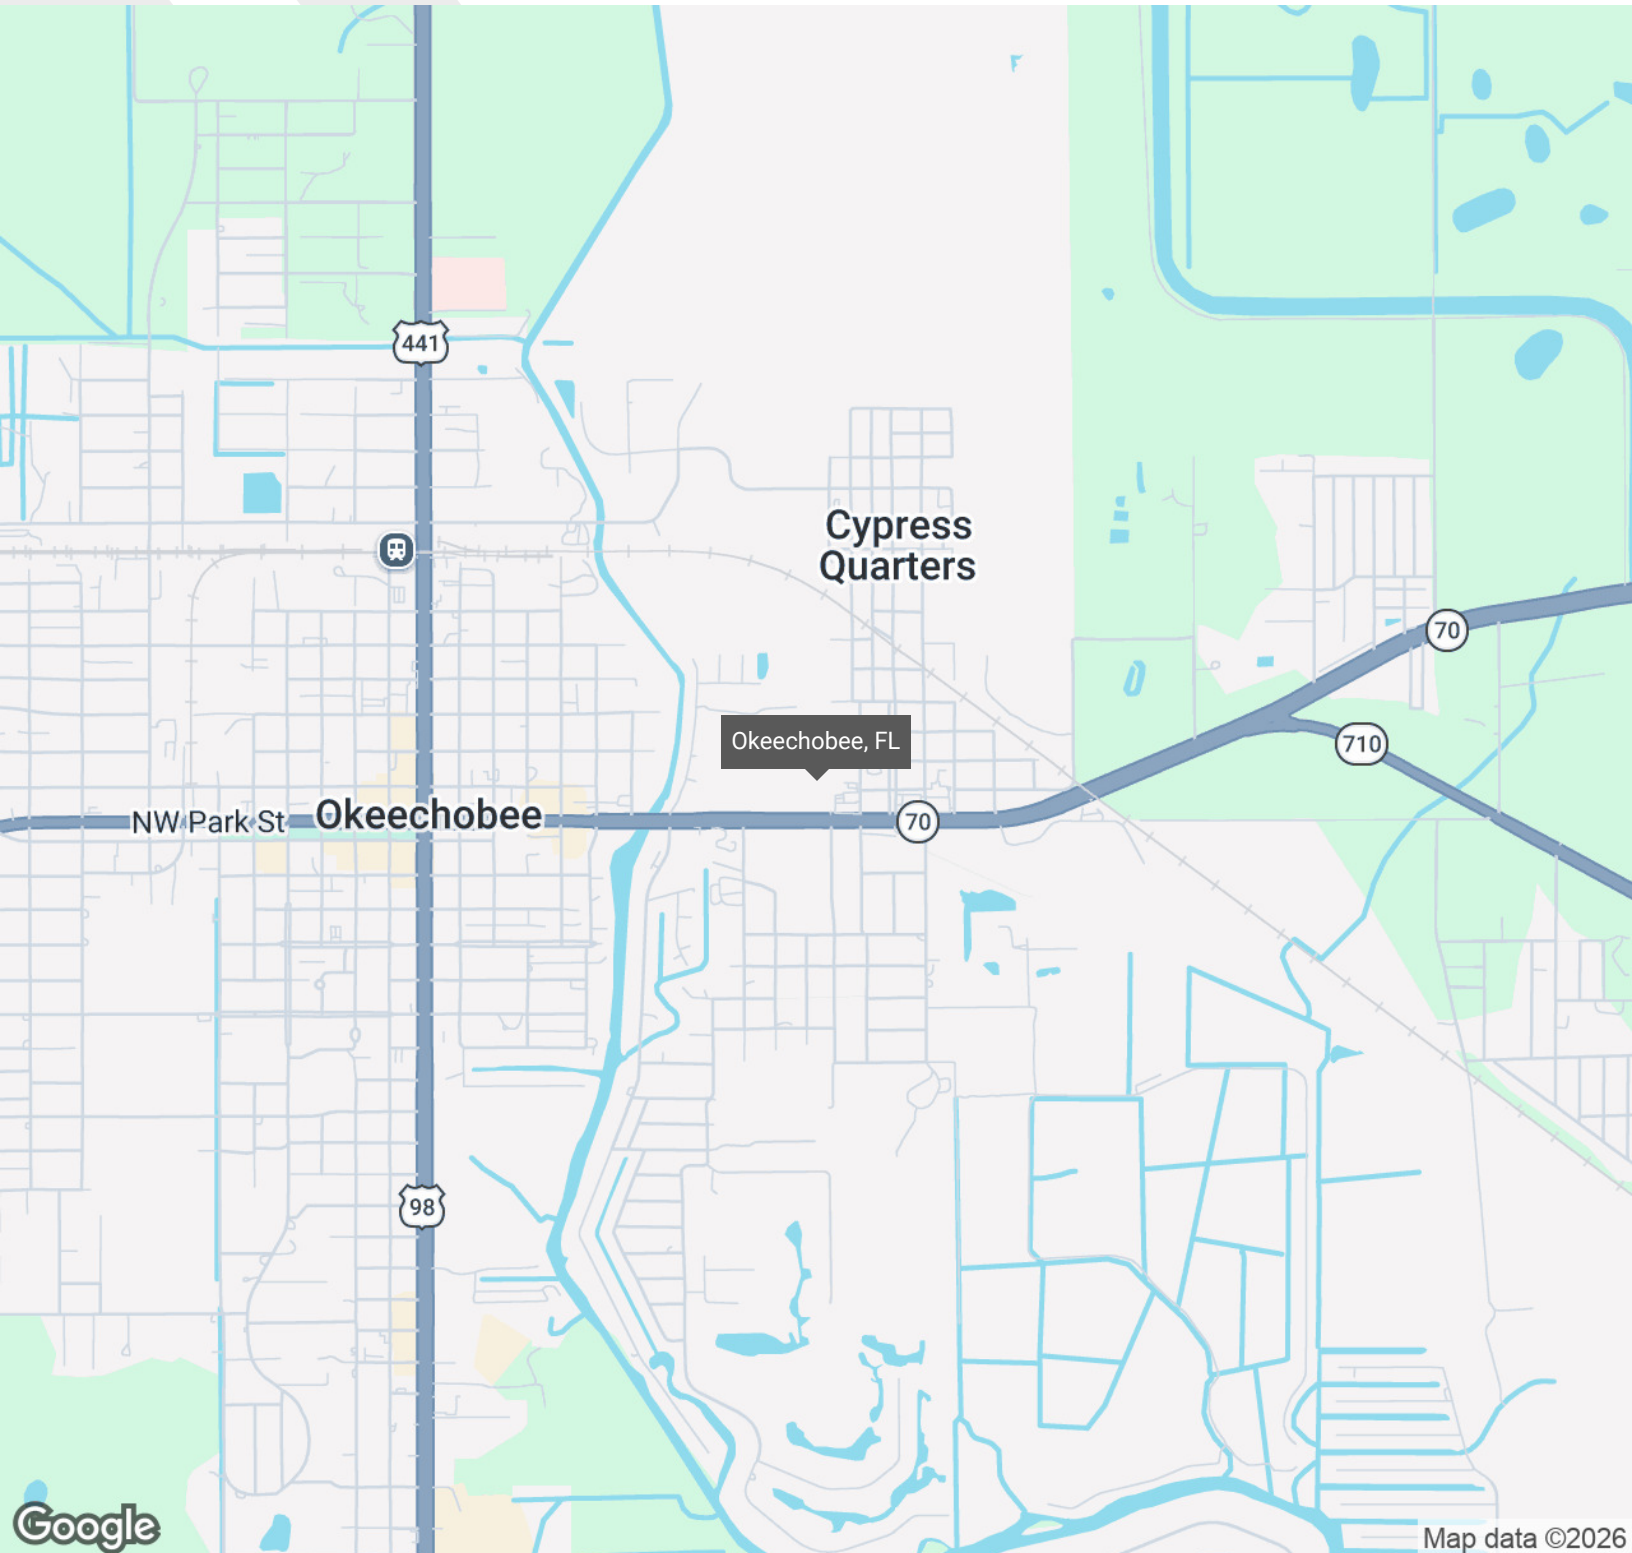 441
Cypress
Quarters
70
Okeechobee, FL
710
NW Park St
Okeechobee
70
98
Google
Map data ©2026